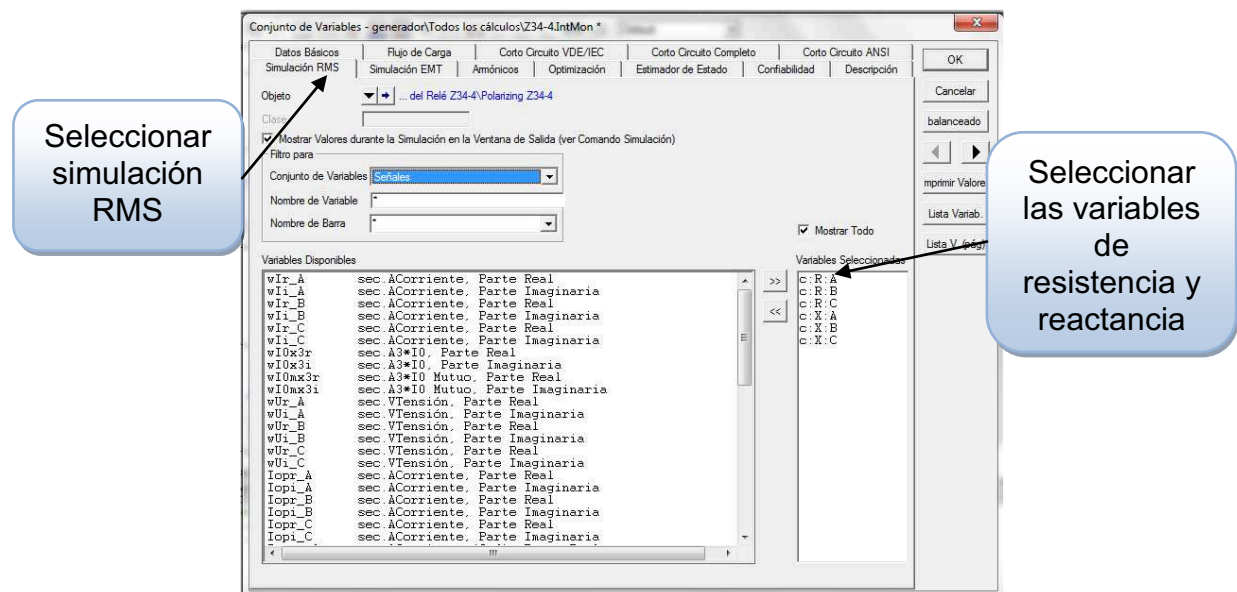 Conjunto de Variables - generador\Todos los cálculos\Z34-4.IntMon *
Datos Básicos
Flujo de Carga
Corto Circuito VDE/IEC
Corto Circuito Completo
Corto Circuito ANSI
Simulación RMS
Simulación EMT
Armónicos
Optimización
Estimador de Estado
Confiabilidad
Descripción
OK
Cancelar
balanceado
mprimir Valore
Lista Variab.
Lista V. (pág)
Objeto
... del Relé Z34-4\Polarizing Z34-4
Clase
Mostrar Valores durante la Simulación en la Ventana de Salida (ver Comando Simulación)
Filtro para
Conjunto de Variables Señales
Nombre de Variable *
Nombre de Barra *
Mostrar Todo
Variables Disponibles
Variables Seleccionadas
wIr_A sec.ACorriente, Parte Real
wIi_A sec.ACorriente, Parte Imaginaria
wIr_B sec.ACorriente, Parte Real
wIi_B sec.ACorriente, Parte Imaginaria
wIr_C sec.ACorriente, Parte Real
wIi_C sec.ACorriente, Parte Imaginaria
wI0x3r sec.A3*I0, Parte Real
wI0x3i sec.A3*I0, Parte Imaginaria
wI0mx3r sec.A3*I0 Mutuo, Parte Real
wI0mx3i sec.A3*I0 Mutuo, Parte Imaginaria
wUr_A sec.VTensión, Parte Real
wUi_A sec.VTensión, Parte Imaginaria
wUr_B sec.VTensión, Parte Real
wUi_B sec.VTensión, Parte Imaginaria
wUr_C sec.VTensión, Parte Real
wUi_C sec.VTensión, Parte Imaginaria
Iopr_A sec.ACorriente, Parte Real
Iopi_A sec.ACorriente, Parte Imaginaria
Iopr_B sec.ACorriente, Parte Real
Iopi_B sec.ACorriente, Parte Imaginaria
Iopr_C sec.ACorriente, Parte Real
Iopi_C sec.ACorriente, Parte Imaginaria
>>
<<
c:R:A
c:R:B
c:R:C
c:X:A
c:X:B
c:X:C
Seleccionar
simulación
RMS
Seleccionar
las variables
de
resistencia y
reactancia